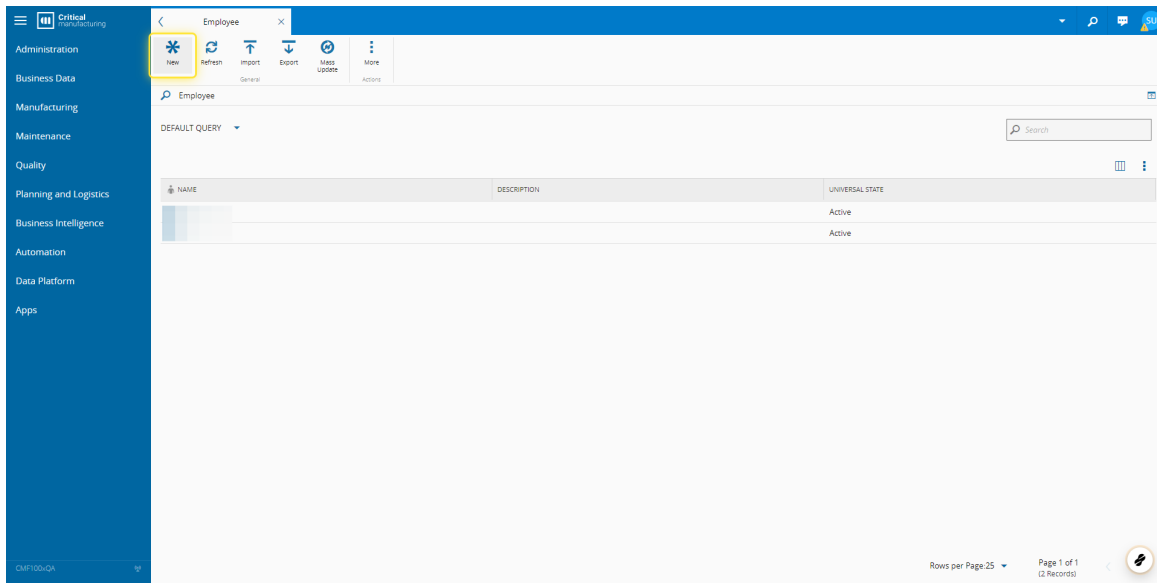 Critical
manufacturing
Employee
SU
Administration
Business Data
Manufacturing
Maintenance
Quality
Planning and Logistics
Business Intelligence
Automation
Data Platform
Apps
CMF100xQA
New
Refresh
Import
Export
Mass
Update
More
General
Actions
Employee
DEFAULT QUERY
Search
NAME DESCRIPTION UNIVERSAL STATE
Active
Active
Rows per Page:25
Page 1 of 1
(2 Records)